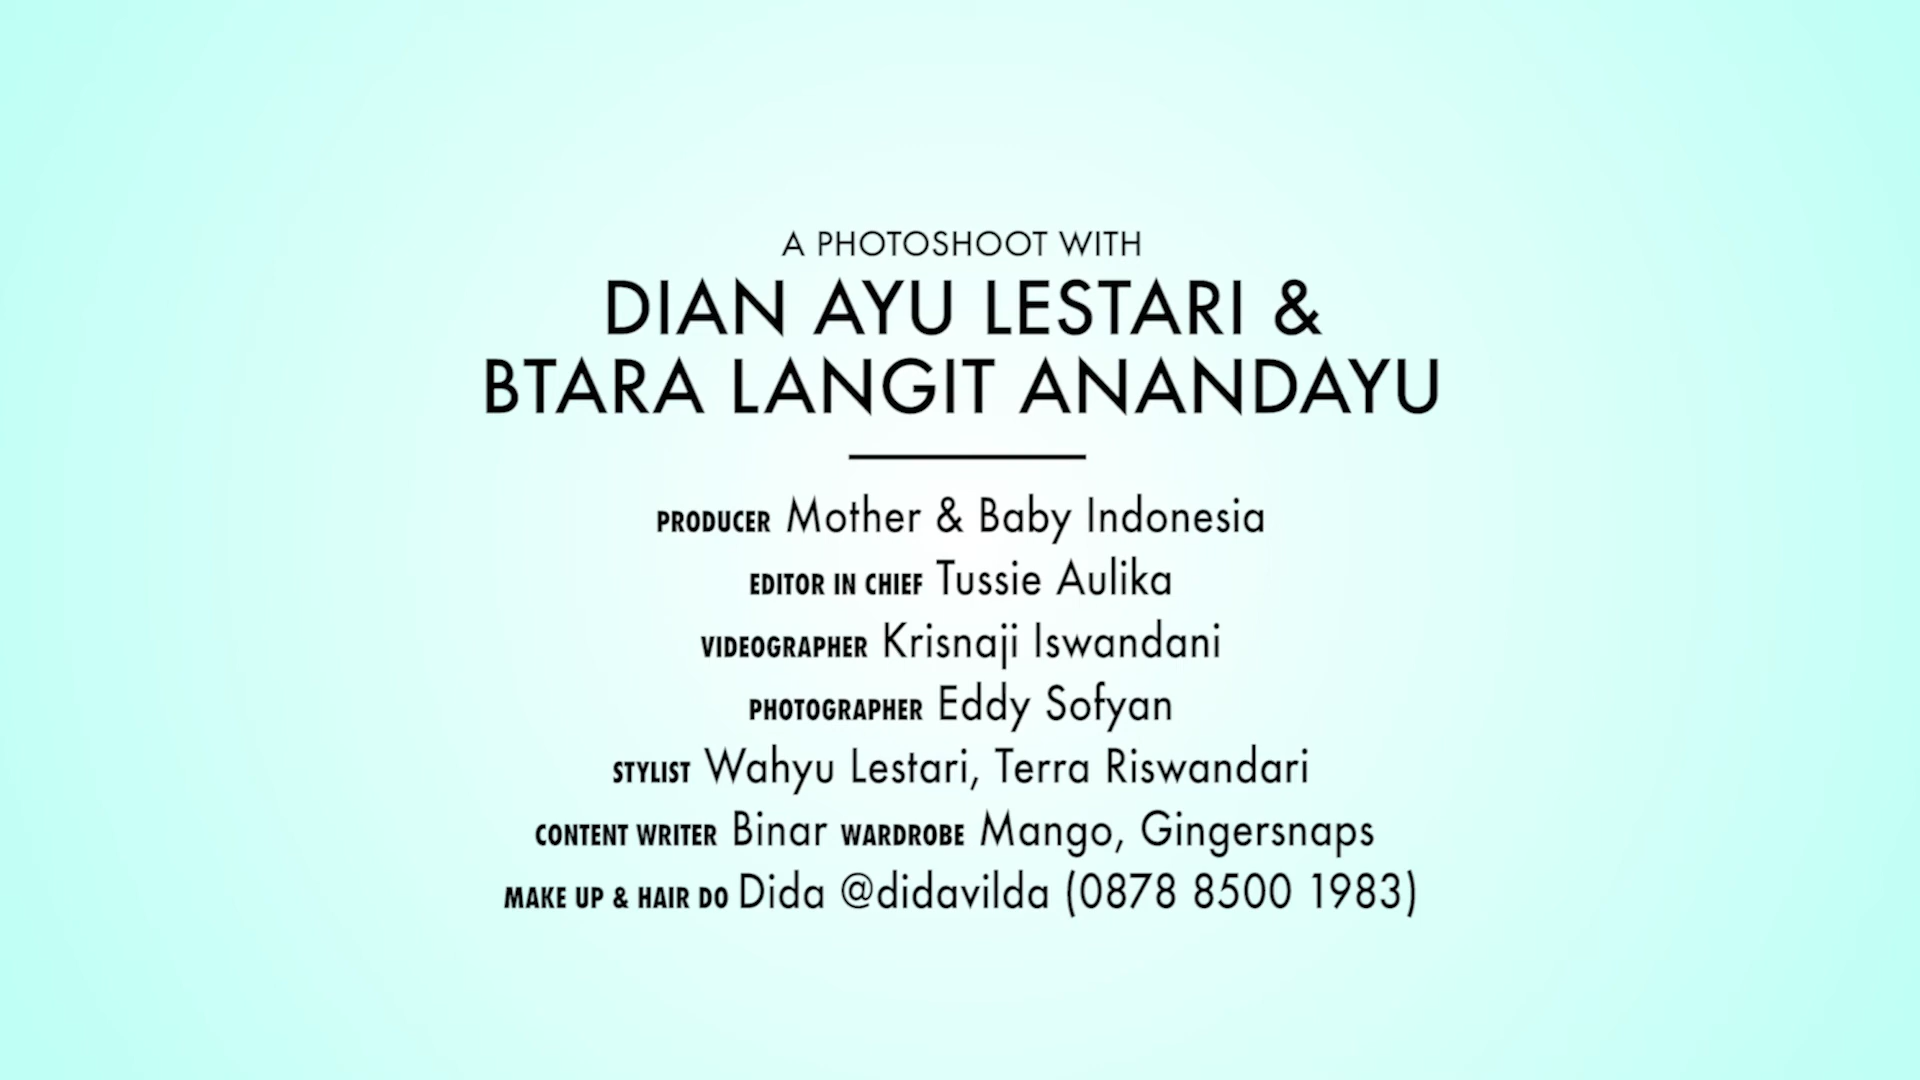 A PHOTOSHOOT WITH
DIAN AYU LESTARI &
BTARA LANGIT ANANDAYU
PRODUCER Mother & Baby Indonesia
EDITOR IN CHIEF Tussie Aulika
VIDEOGRAPHER Krisnaji Iswandani
PHOTOGRAPHER Eddy Sofyan
STYLIST Wahyu Lestari, Terra Riswandari
CONTENT WRITER Binar WARDROBE Mango, Gingersnaps
MAKE UP & HAIR DO Dida @didavilda (0878 8500 1983)